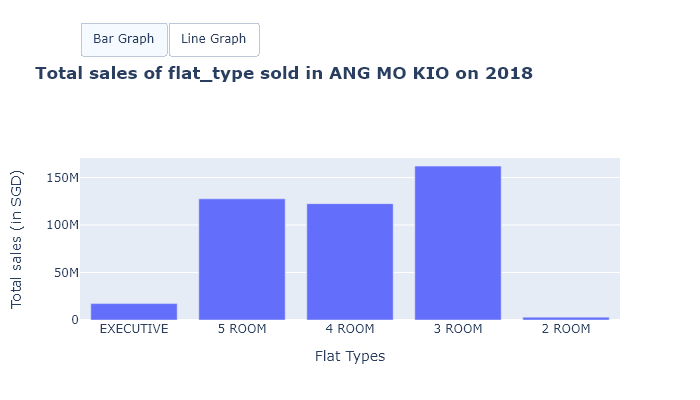 Bar Graph
Line Graph
Total sales of flat_type sold in ANG MO KIO on 2018
Total sales (in SGD)
150M
100M
50M
0
EXECUTIVE
5 ROOM
4 ROOM
3 ROOM
2 ROOM
Flat Types